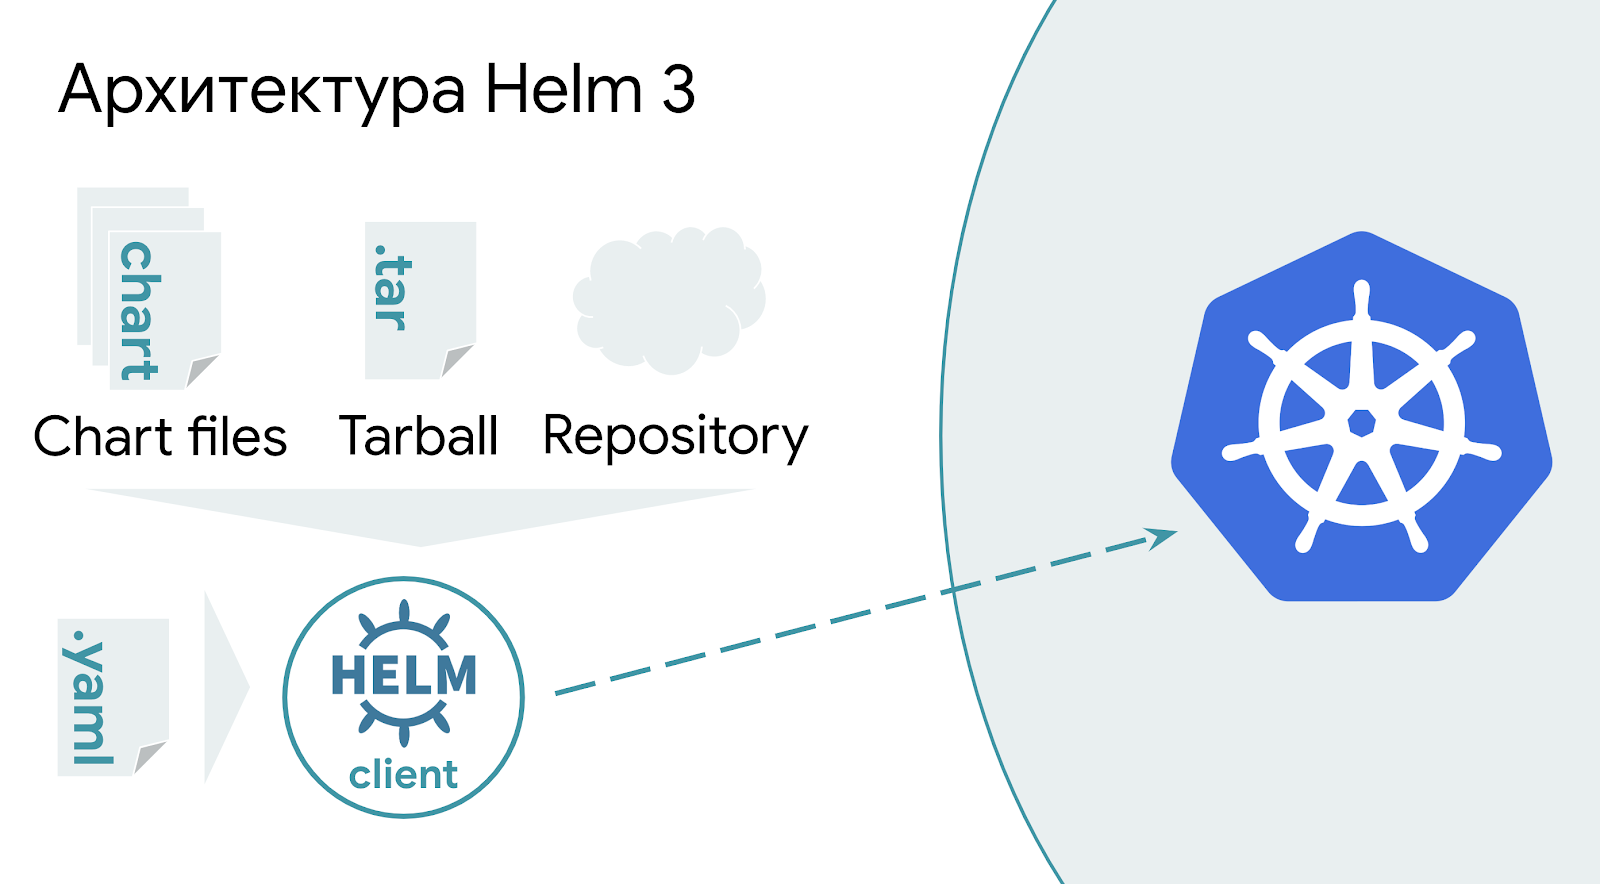 Архитектура Helm 3
chart
.tar
Chart files
Tarball
Repository
.yaml
HELM
client